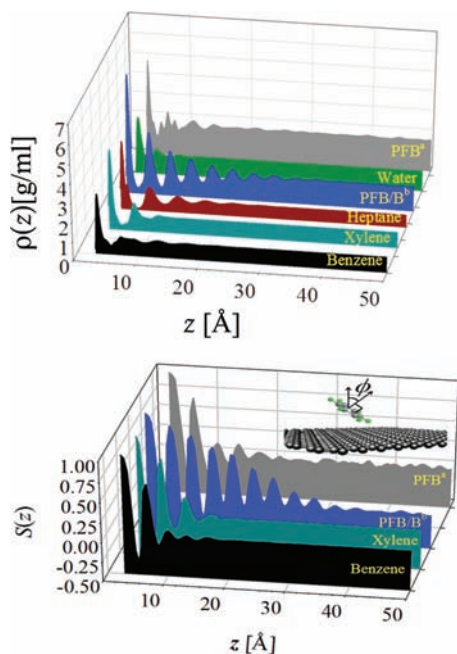 7
6
5
4
3
2
1
0
ρ(z)[g/ml]
PFBᵃ
Water
PFB/Bᵇ
Heptane
Xylene
Benzene
10 20 30 40 50
z [Å]
1.00
0.75
0.50
0.25
0.00
-0.25
-0.50
S(z)
ϕ
PFBᵃ
PFB/Bᵇ
Xylene
Benzene
10 20 30 40 50
z [Å]